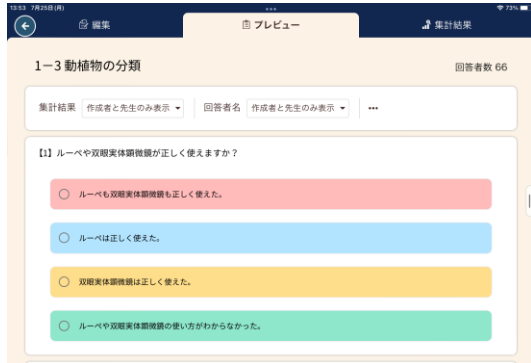 13:53 7月25日(月)
73%
編集
プレビュー
集計結果
1－3 動植物の分類
回答者数 66
集計結果 作成者と先生のみ表示 回答者名 作成者と先生のみ表示
【1】ルーペや双眼実体顕微鏡が正しく使えますか？
ルーペも双眼実体顕微鏡も正しく使えた。
ルーペは正しく使えた。
双眼実体顕微鏡は正しく使えた。
ルーペや双眼実体顕微鏡の使い方がわからなかった。